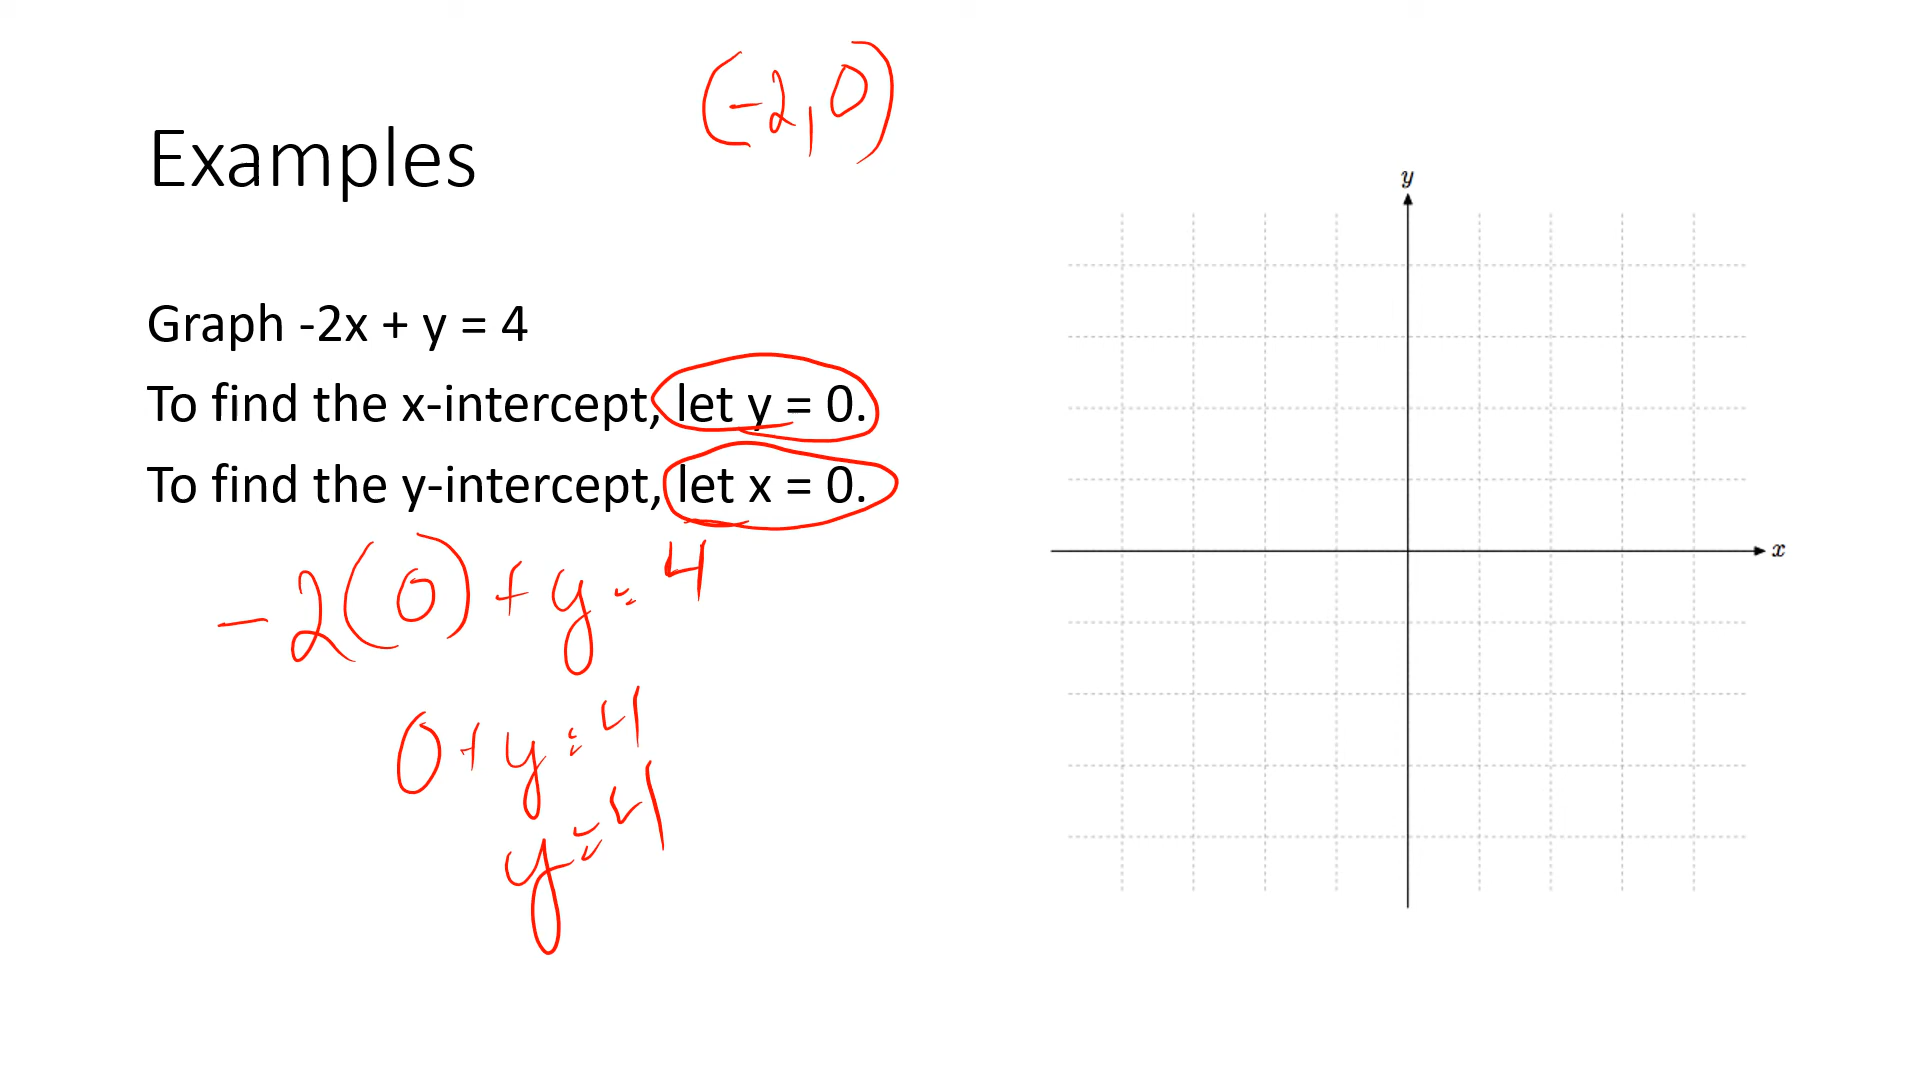 (-2, 0)
Examples
Graph -2x + y = 4
To find the x-intercept, let y = 0.
To find the y-intercept, let x = 0.
-2(0) + y = 4
0 + y = 4
y = 4
y
x